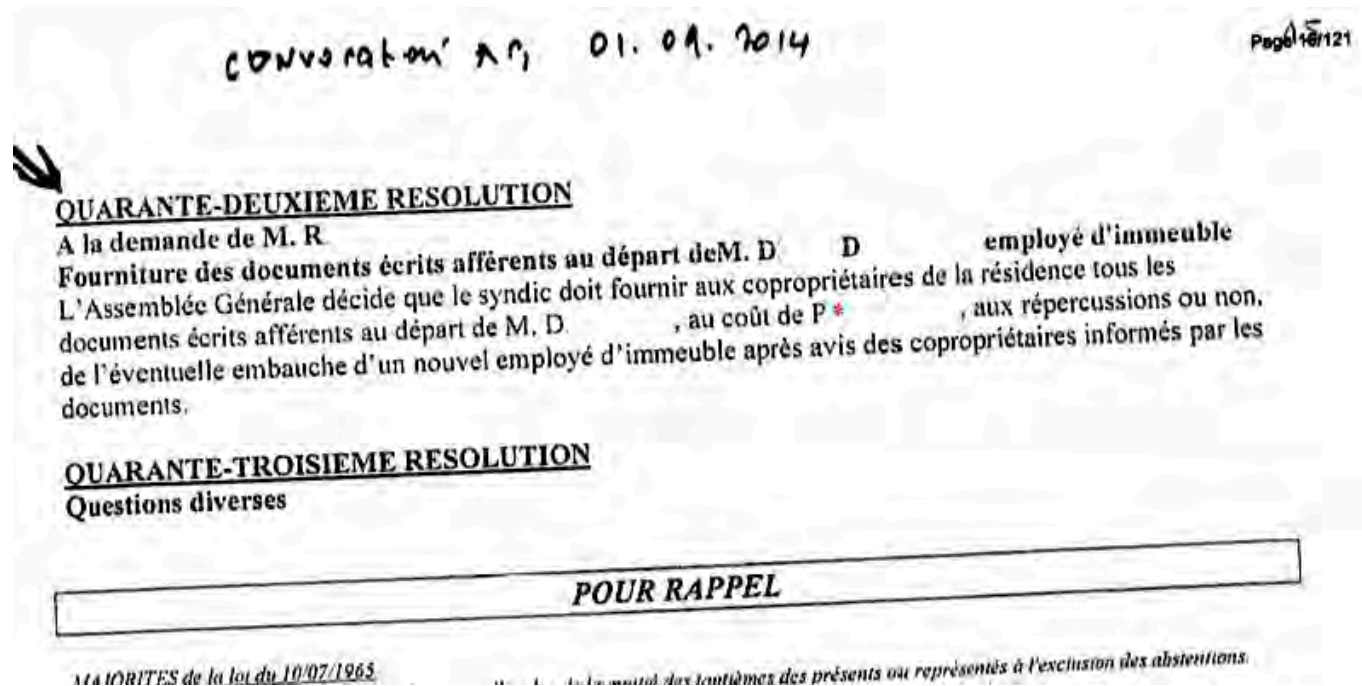 convocation AG 01.09.2014
Page /121
QUARANTE-DEUXIEME RESOLUTION
A la demande de M. R
Fourniture des documents écrits afférents au départ deM. D D employé d'immeuble
L'Assemblée Générale décide que le syndic doit fournir aux copropriétaires de la résidence tous les
documents écrits afférents au départ de M. D , au coût de P * , aux répercussions ou non,
de l'éventuelle embauche d'un nouvel employé d'immeuble après avis des copropriétaires informés par les
documents.
QUARANTE-TROISIEME RESOLUTION
Questions diverses
POUR RAPPEL
MAJORITES de la loi du 10/07/1965
des tantièmes des présents ou représentés à l'exclusion des abstentions.